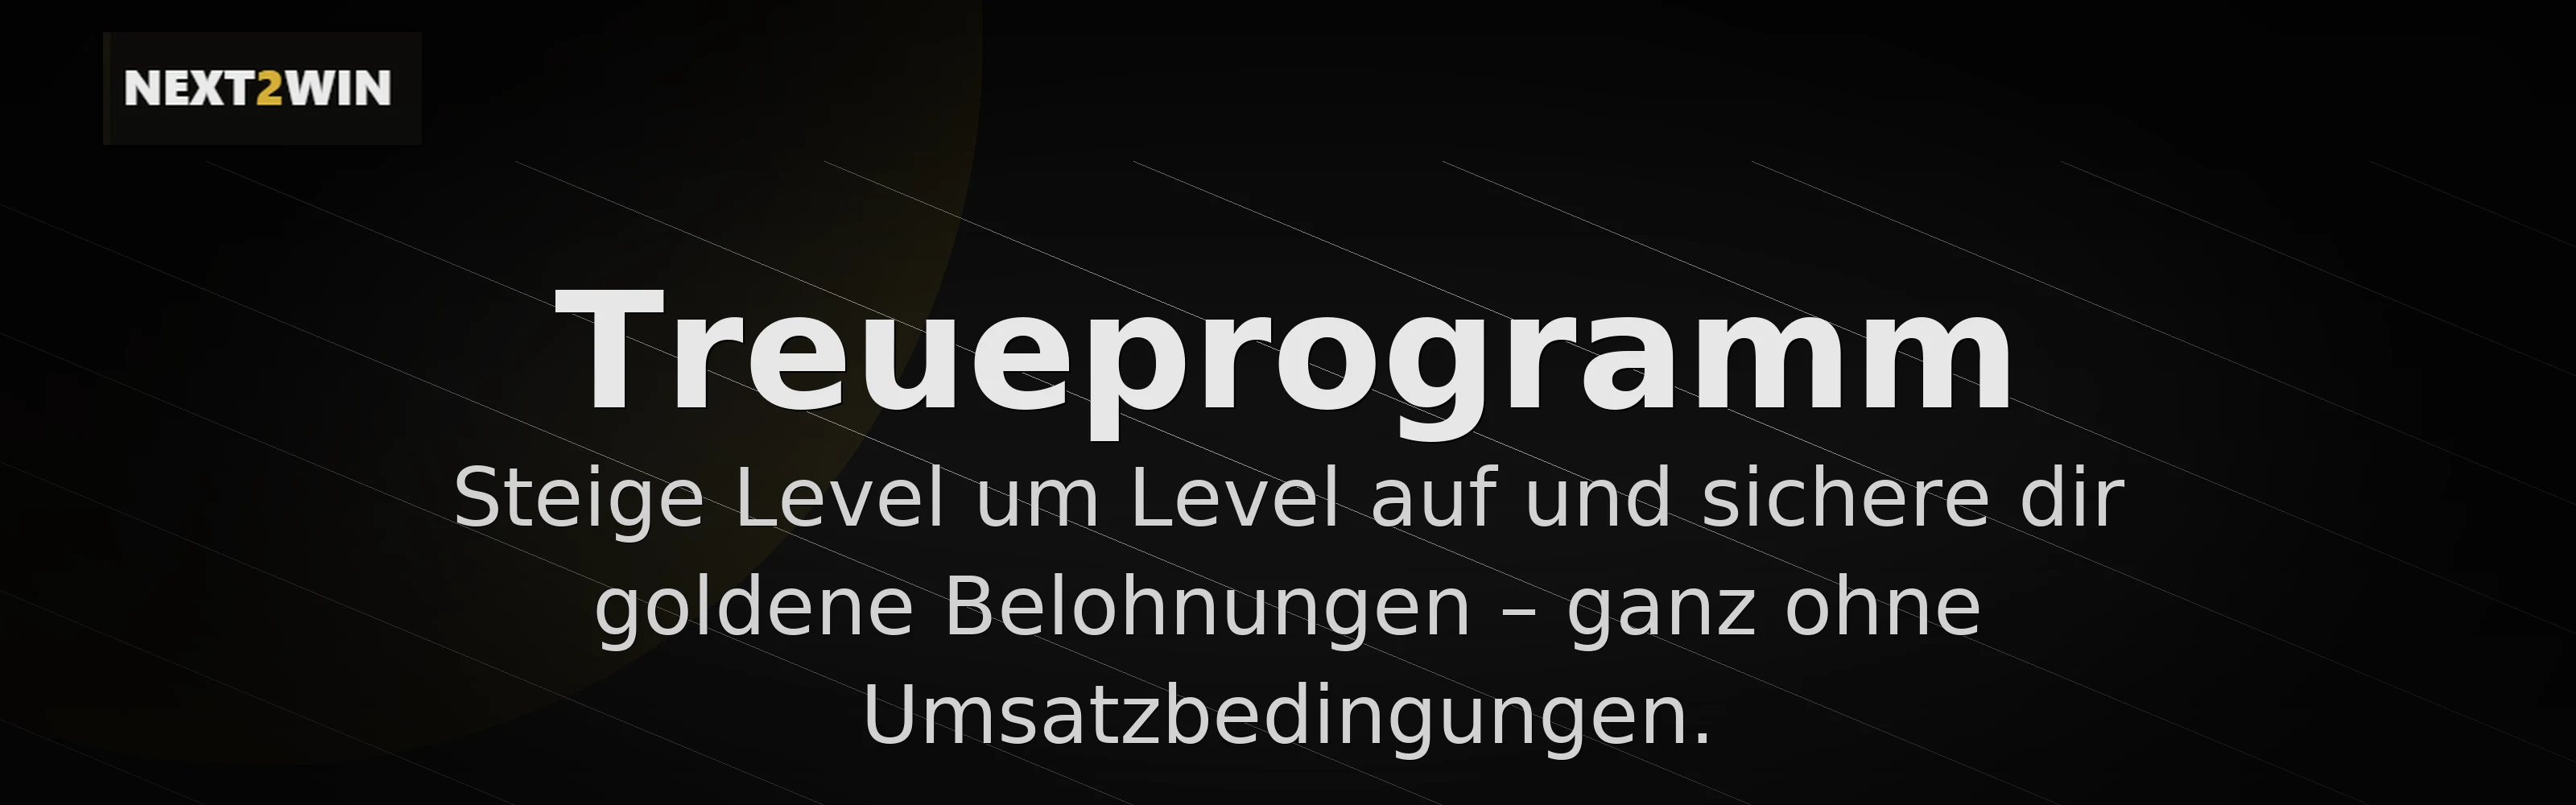 NEXT2WIN
Treueprogramm
Steige Level um Level auf und sichere dir
goldene Belohnungen – ganz ohne
Umsatzbedingungen.